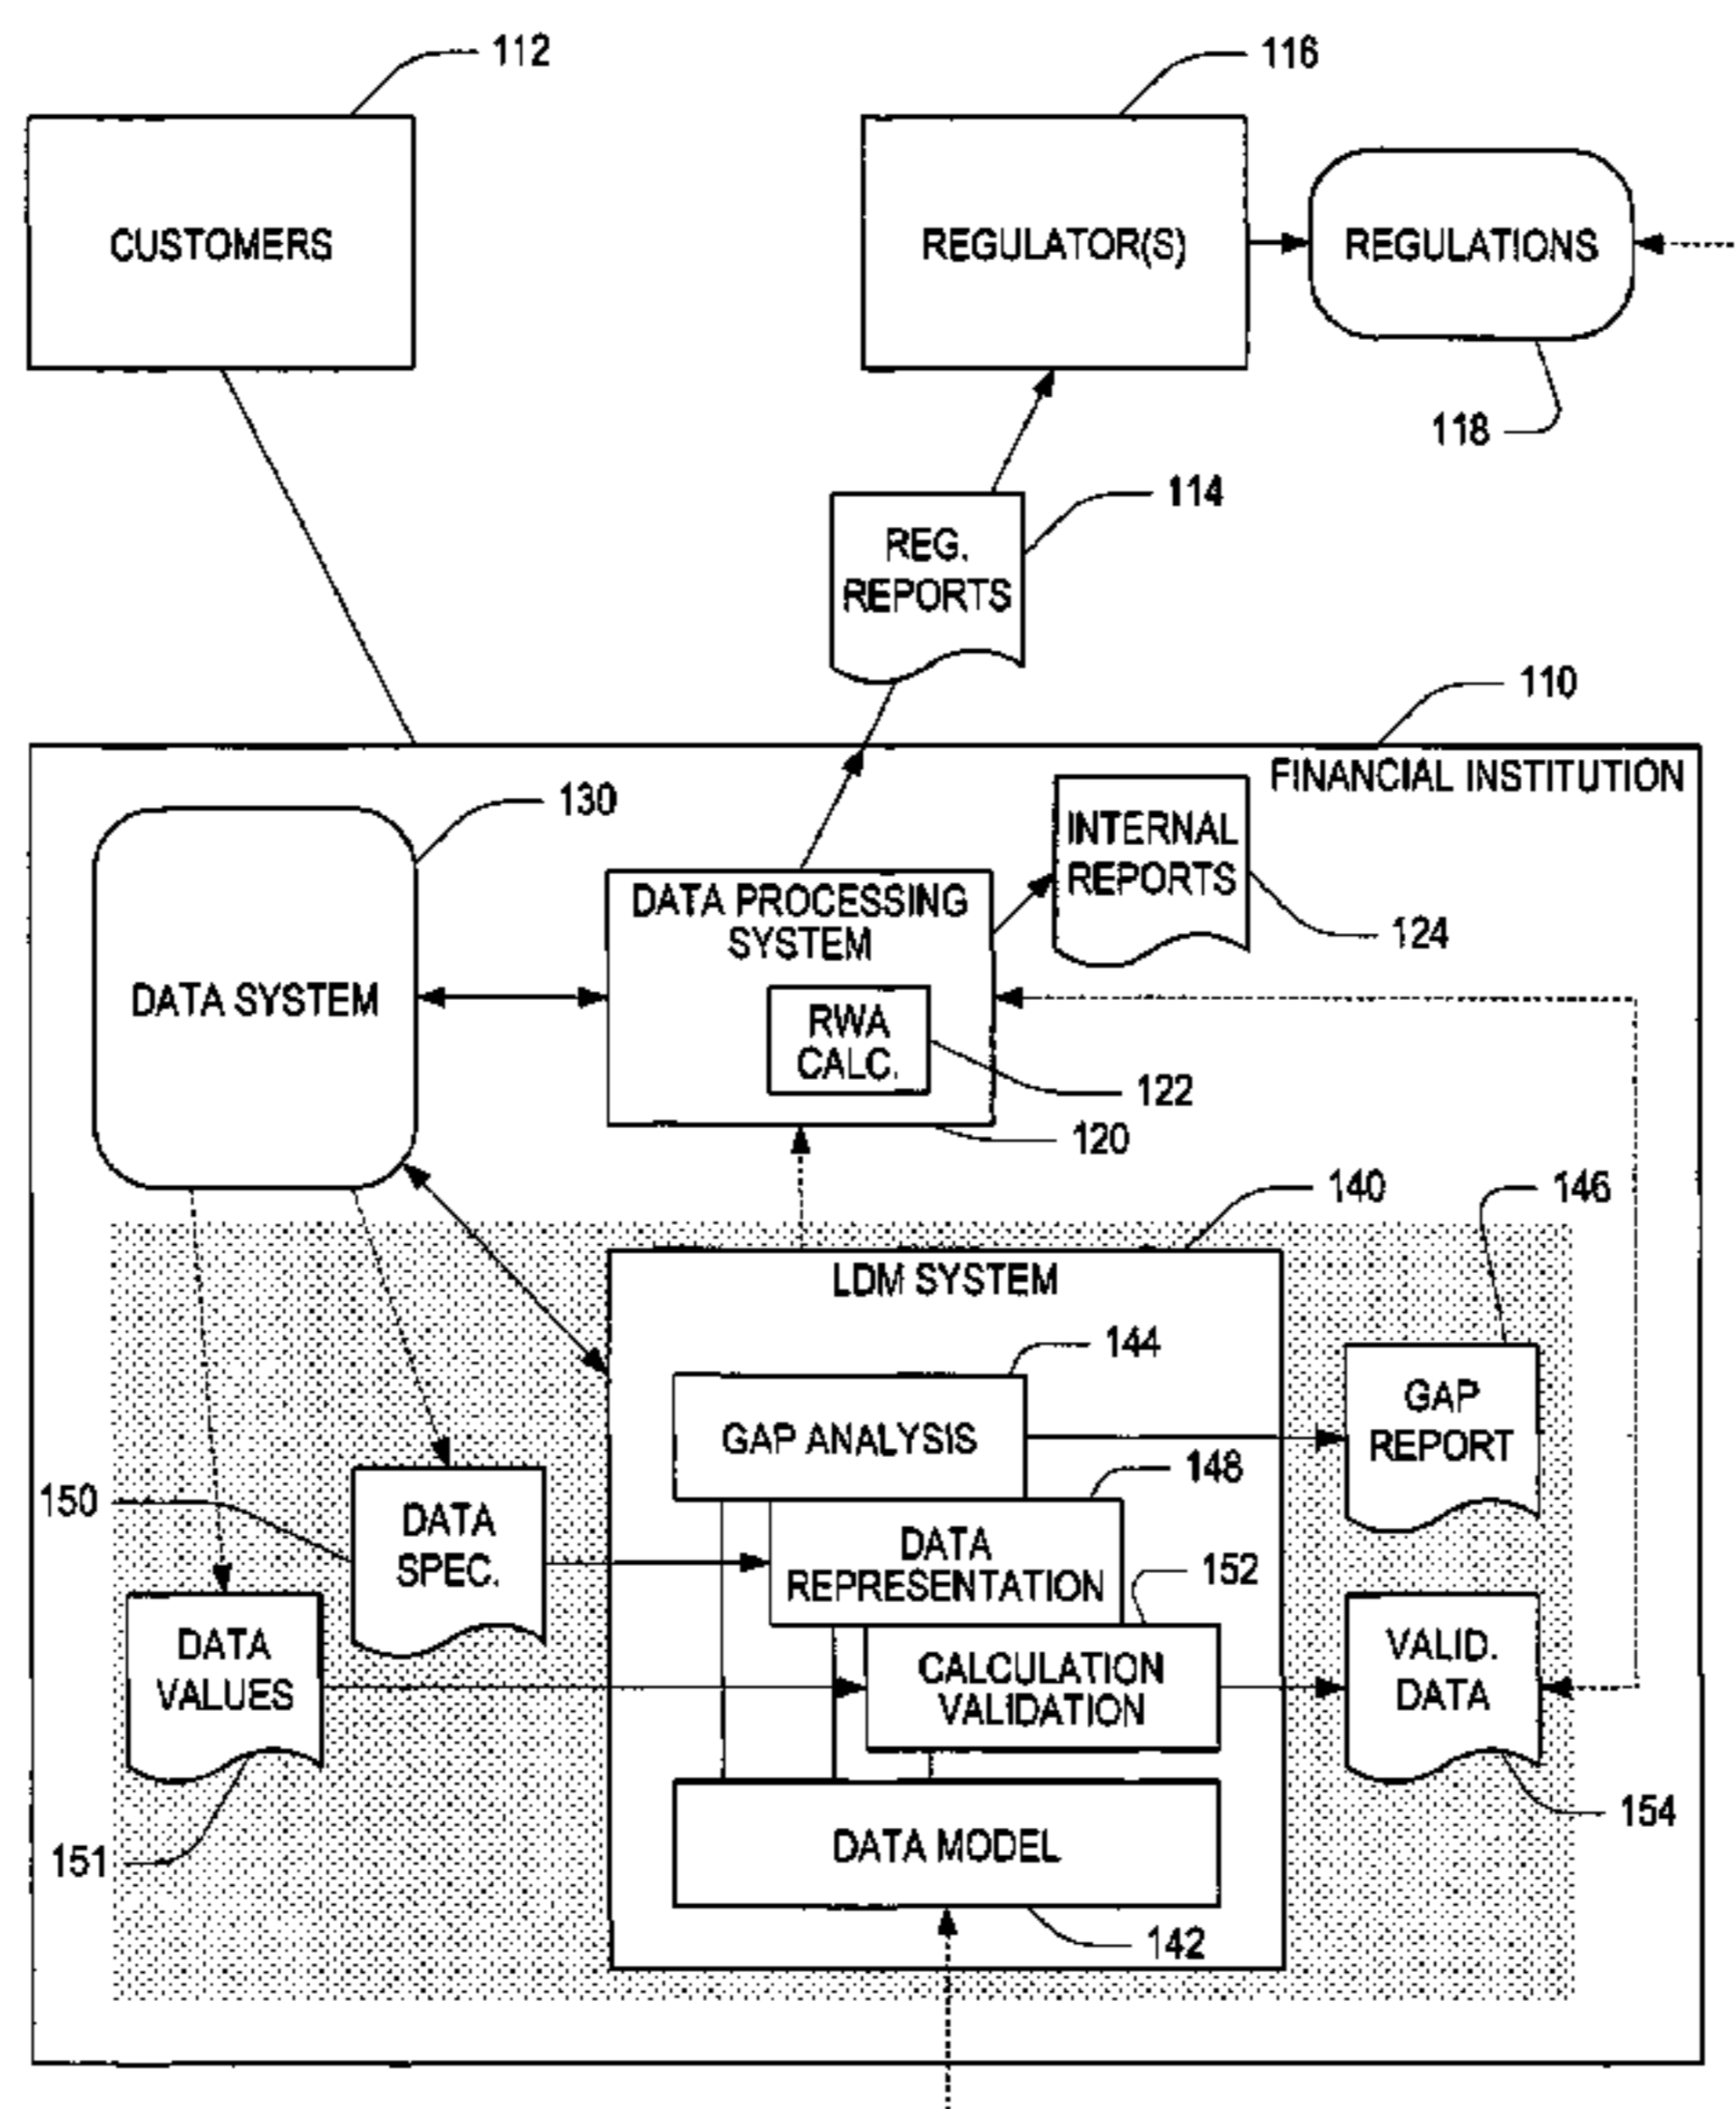 112
116
CUSTOMERS
REGULATOR(S)
REGULATIONS
118
114
REG.
REPORTS
110
FINANCIAL INSTITUTION
130
INTERNAL
REPORTS
124
DATA PROCESSING
SYSTEM
DATA SYSTEM
RWA
CALC.
122
120
140
146
LDM SYSTEM
144
GAP
REPORT
GAP ANALYSIS
148
150
DATA
SPEC.
DATA
REPRESENTATION
152
DATA
VALUES
CALCULATION
VALIDATION
VALID.
DATA
154
151
DATA MODEL
142